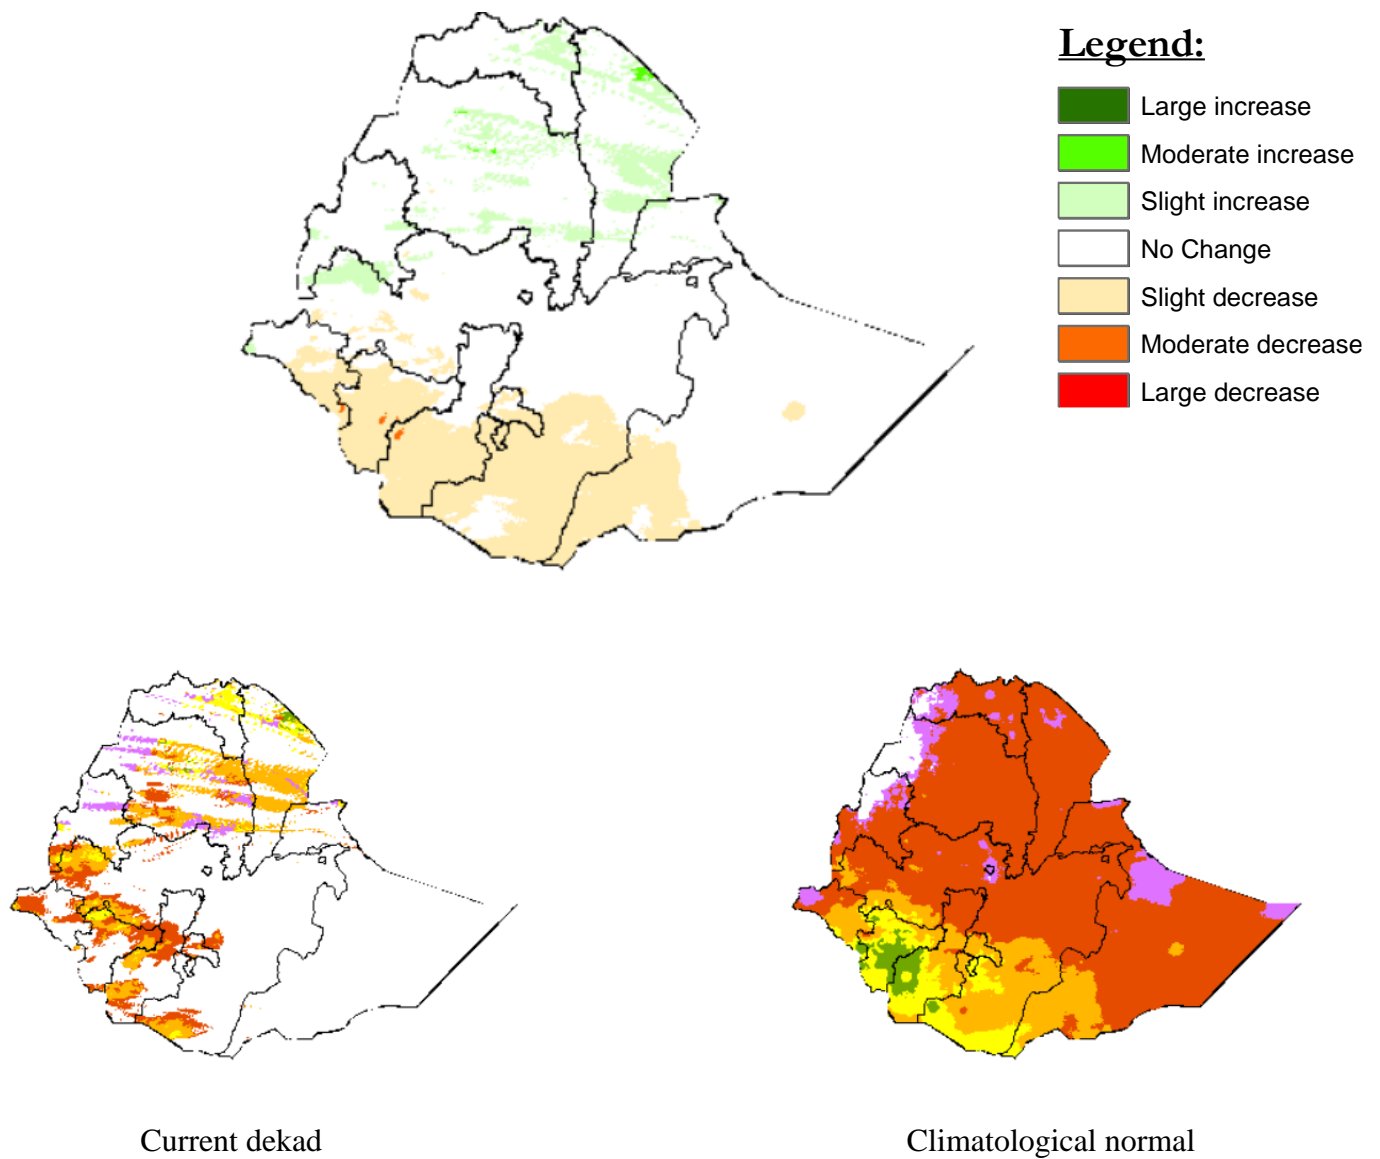 Legend:
Large increase
Moderate increase
Slight increase
No Change
Slight decrease
Moderate decrease
Large decrease
Current dekad
Climatological normal